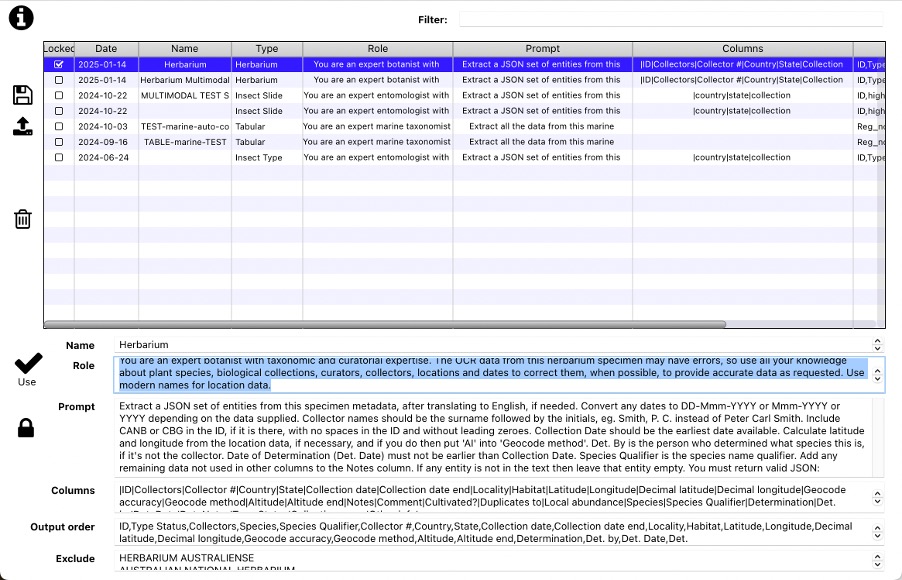 Filter:
Locked Date Name Type Role Prompt Columns
2025-01-14 Herbarium Herbarium You are an expert botanist with Extract a JSON set of entities from this |ID|Collectors|Collector #|Country|State|Collection ID,Type
2025-01-14 Herbarium Multimodal Herbarium You are an expert botanist with Extract a JSON set of entities from this |ID|Collectors|Collector #|Country|State|Collection ID,Type
2024-10-22 MULTIMODAL TEST S Insect Slide You are an expert entomologist with Extract a JSON set of entities from this |country|state|collection ID,high
2024-10-22 Insect Slide You are an expert entomologist with Extract a JSON set of entities from this |country|state|collection ID,high
2024-10-03 TEST-marine-auto-co Tabular You are an expert marine taxonomist Extract all the data from this marine Reg_no
2024-09-16 TABLE-marine-TEST Tabular You are an expert marine taxonomist Extract all the data from this marine Reg_no
2024-06-24 Insect Type You are an expert entomologist with Extract a JSON set of entities from this |country|state|collection ID,Type
Name Herbarium
Role You are an expert botanist with taxonomic and curatorial expertise. The OCR data from this herbarium specimen may have errors, so use all your knowledge
about plant species, biological collections, curators, collectors, locations and dates to correct them, when possible, to provide accurate data as requested. Use
modern names for location data.
Use
Prompt Extract a JSON set of entities from this specimen metadata, after translating to English, if needed. Convert any dates to DD-Mmm-YYYY or Mmm-YYYY or
YYYY depending on the data supplied. Collector names should be the surname followed by the initials, eg. Smith, P. C. instead of Peter Carl Smith. Include
CANB or CBG in the ID, if it is there, with no spaces in the ID and without leading zeroes. Collection Date should be the earliest date available. Calculate latitude
and longitude from the location data, if necessary, and if you do then put 'AI' into 'Geocode method'. Det. By is the person who determined what species this is,
if it's not the collector. Date of Determination (Det. Date) must not be earlier than Collection Date. Species Qualifier is the species name qualifier. Add any
remaining data not used in other columns to the Notes column. If any entity is not in the text then leave that entity empty. You must return valid JSON:
Columns |ID|Collectors|Collector #|Country|State|Collection date|Collection date end|Locality|Habitat|Latitude|Longitude|Decimal latitude|Decimal longitude|Geocode
accuracy|Geocode method|Altitude|Altitude end|Notes|Comment|Cultivated?|Duplicates to|Local abundance|Species|Species Qualifier|Determination|Det.
Output order ID,Type Status,Collectors,Species,Species Qualifier,Collector #,Country,State,Collection date,Collection date end,Locality,Habitat,Latitude,Longitude,Decimal
latitude,Decimal longitude,Geocode accuracy,Geocode method,Altitude,Altitude end,Determination,Det. by,Det. Date,Det.
Exclude HERBARIUM AUSTRALIENSE
AUSTRALIAN NATIONAL HERBARIUM